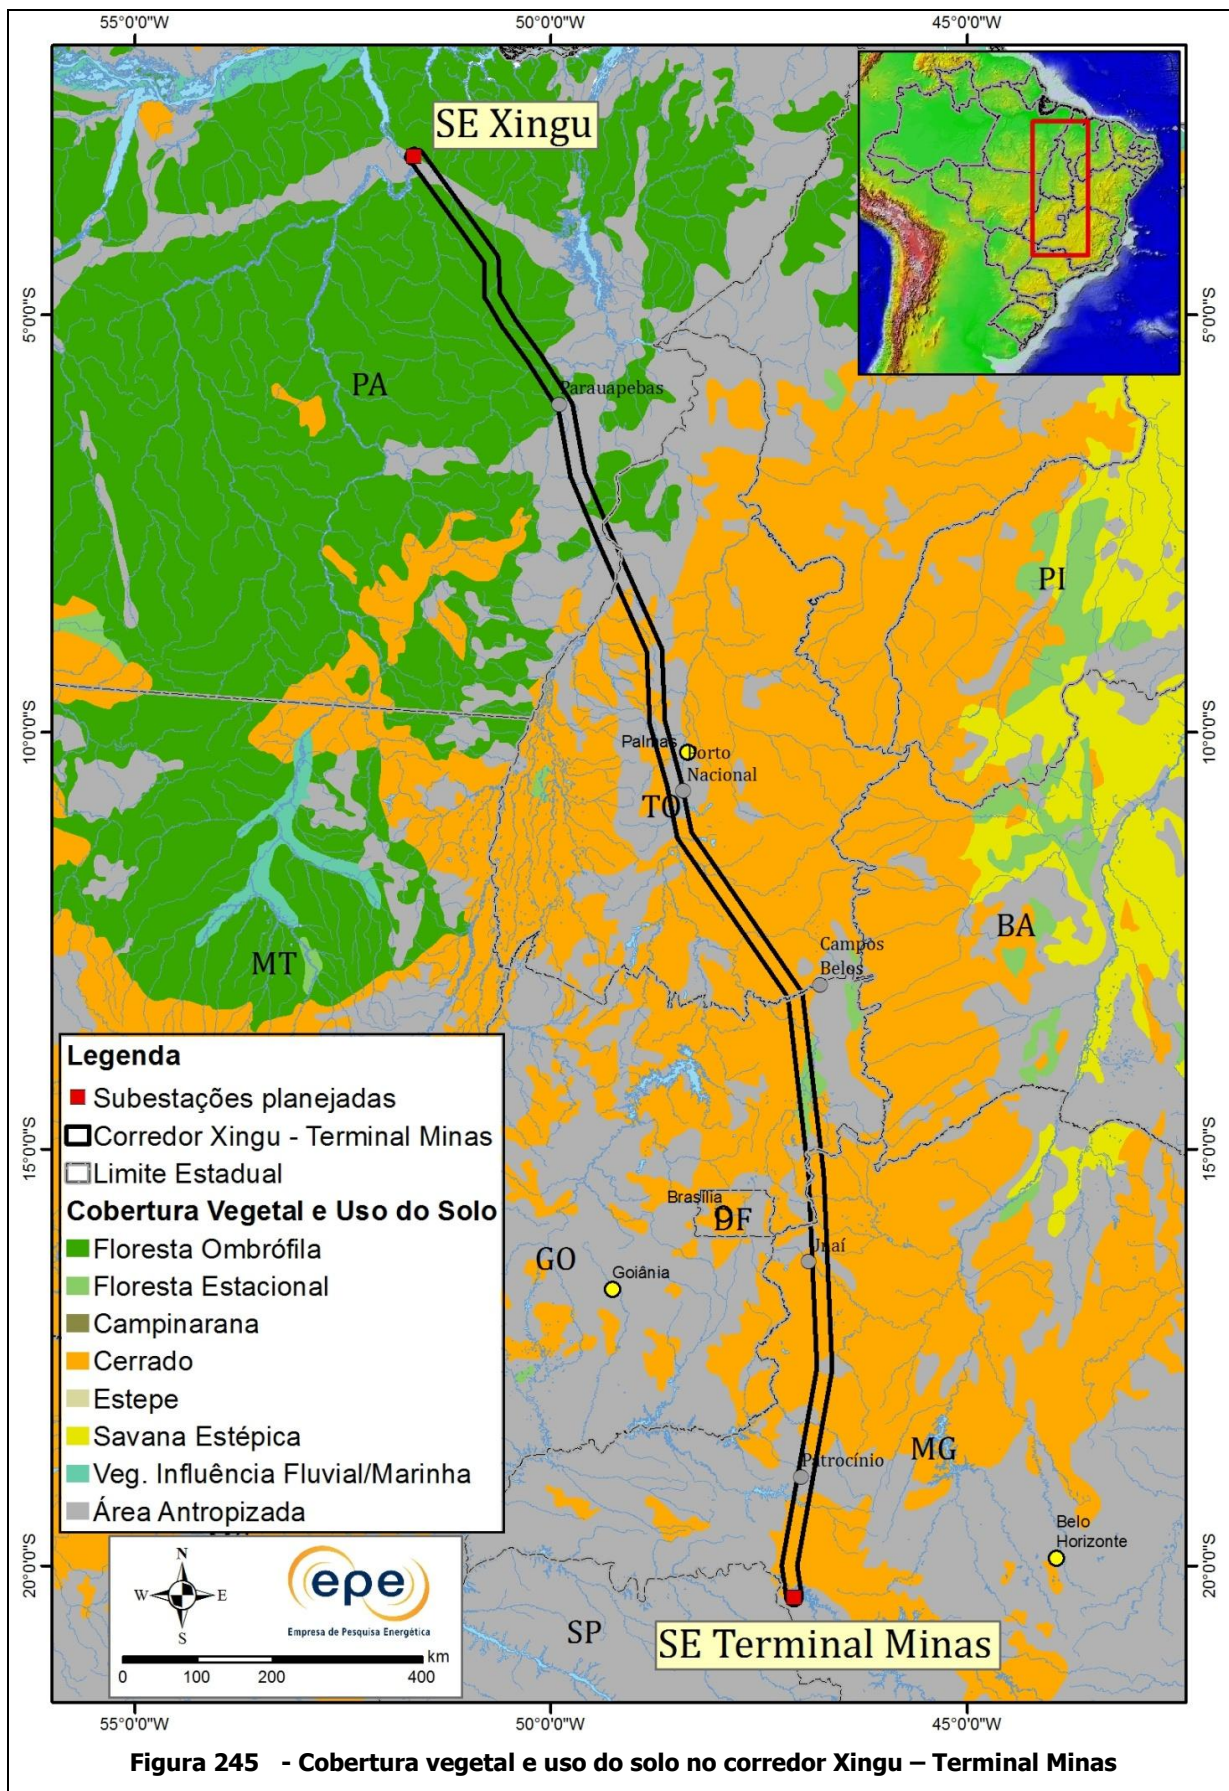 55°0'0"W
50°0'0"W
45°0'0"W
SE Xingu
5°0'0"S
5°0'0"S
PA
Parauapebas
PI
10°0'0"S
10°0'0"S
Palmas
Porto
Nacional
TO
BA
Campos
Belos
MT
Legenda
Subestações planejadas
Corredor Xingu - Terminal Minas
Limite Estadual
Cobertura Vegetal e Uso do Solo
Floresta Ombrófila
Floresta Estacional
Campinarana
Cerrado
Estepe
Savana Estépica
Veg. Influência Fluvial/Marinha
Área Antropizada
15°0'0"S
15°0'0"S
Brasília
DF
Unaí
GO
Goiânia
MG
Patrocínio
Belo
Horizonte
20°0'0"S
20°0'0"S
N
W
E
S
epe
Empresa de Pesquisa Energética
0 100 200 400 km
SP
SE Terminal Minas
55°0'0"W
50°0'0"W
45°0'0"W
Figura 245 - Cobertura vegetal e uso do solo no corredor Xingu – Terminal Minas